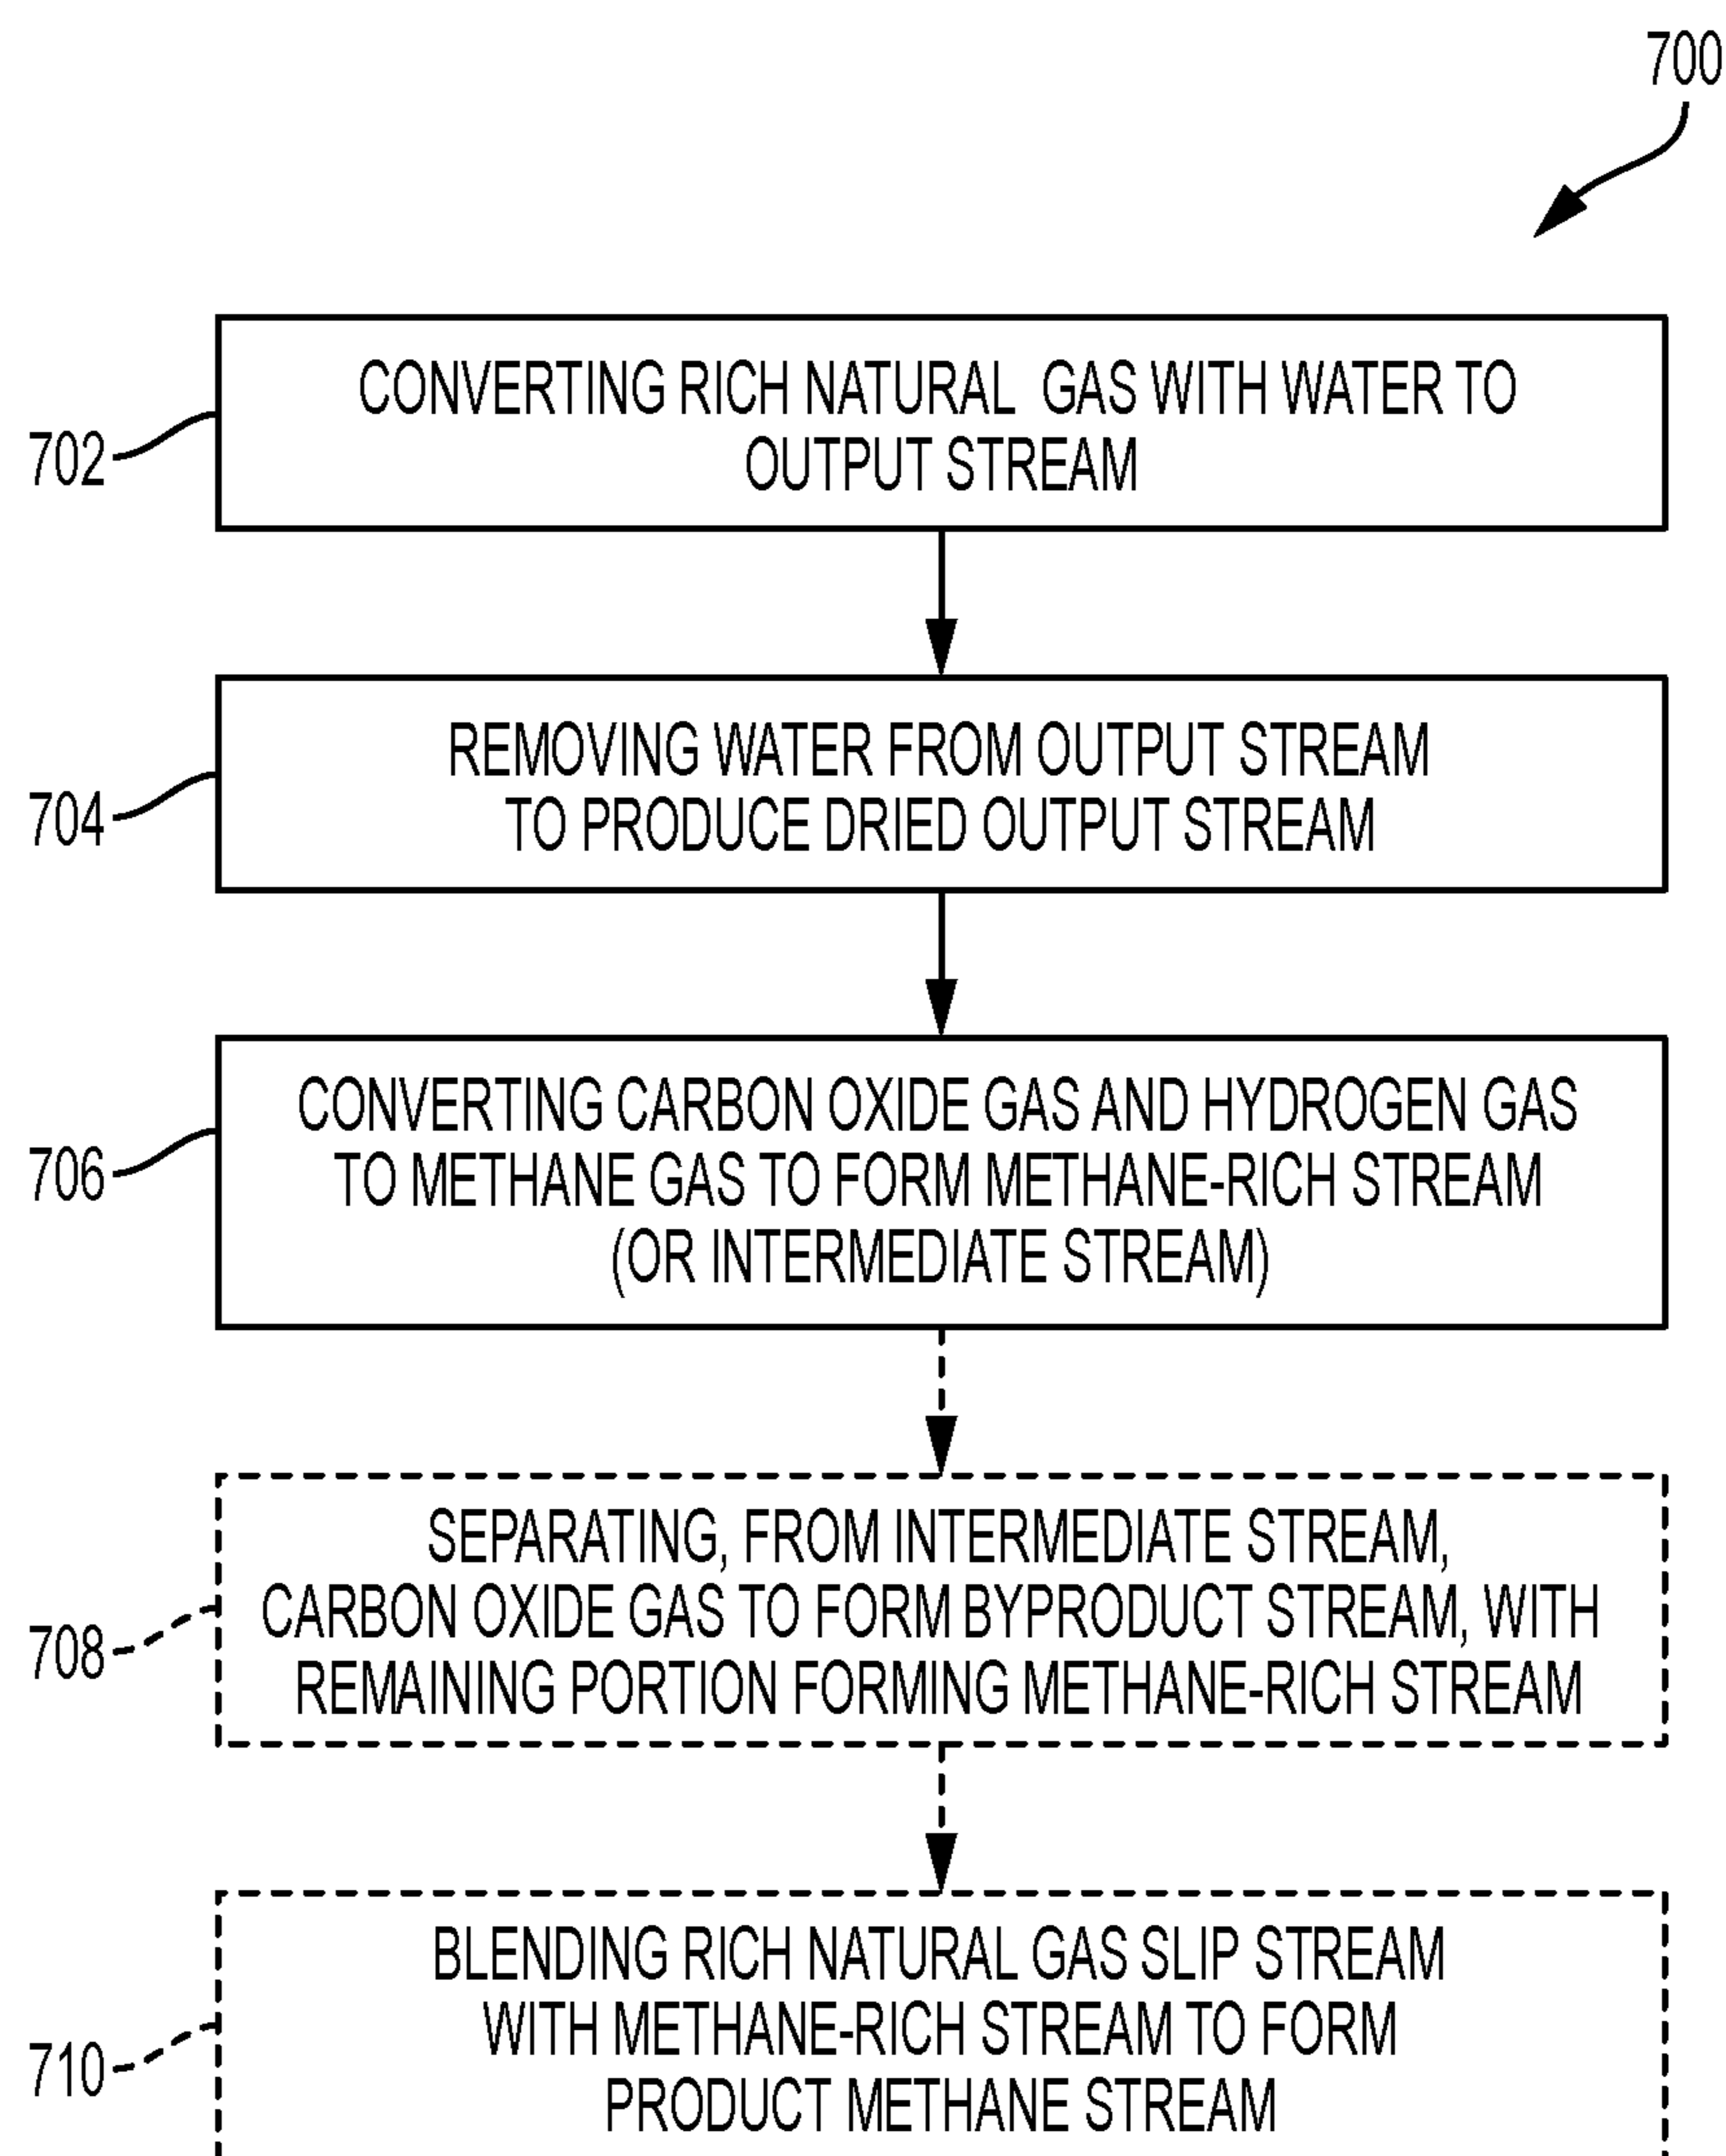 700
702
CONVERTING RICH NATURAL GAS WITH WATER TO
OUTPUT STREAM
704
REMOVING WATER FROM OUTPUT STREAM
TO PRODUCE DRIED OUTPUT STREAM
706
CONVERTING CARBON OXIDE GAS AND HYDROGEN GAS
TO METHANE GAS TO FORM METHANE-RICH STREAM
(OR INTERMEDIATE STREAM)
708
SEPARATING, FROM INTERMEDIATE STREAM,
CARBON OXIDE GAS TO FORM BYPRODUCT STREAM, WITH
REMAINING PORTION FORMING METHANE-RICH STREAM
710
BLENDING RICH NATURAL GAS SLIP STREAM
WITH METHANE-RICH STREAM TO FORM
PRODUCT METHANE STREAM